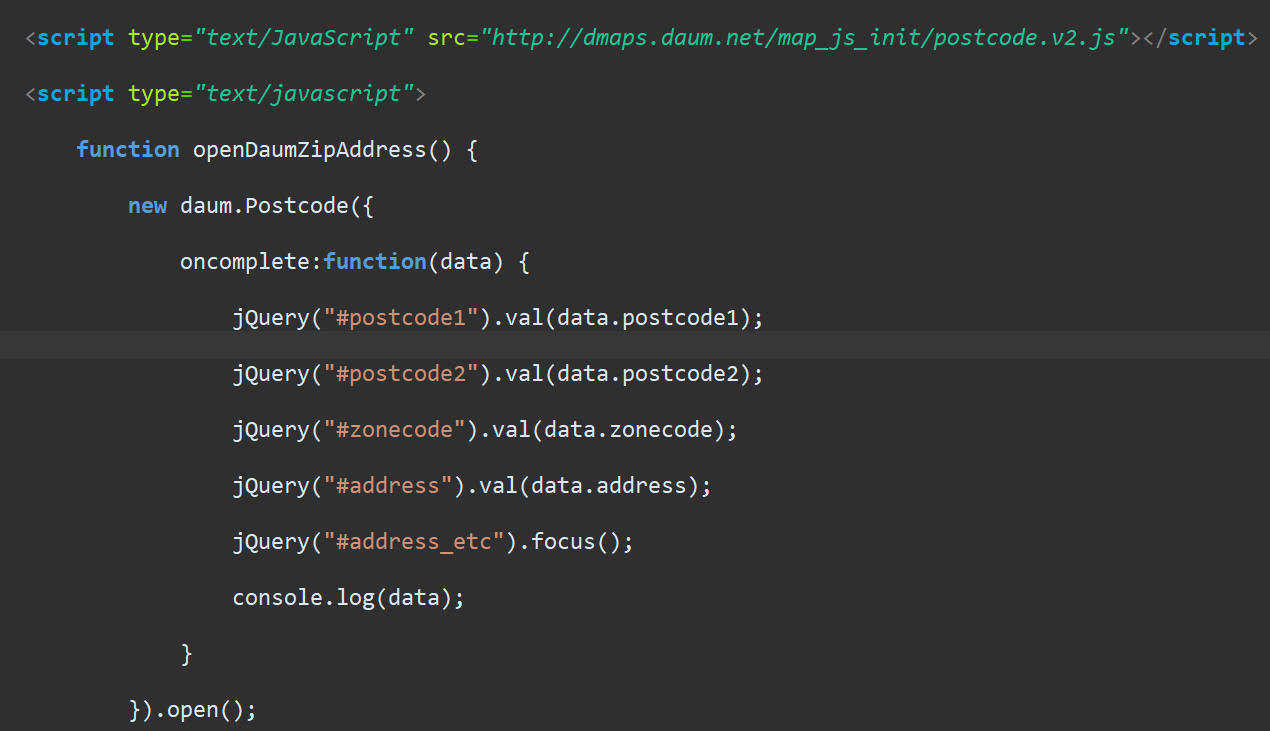 <script type="text/JavaScript" src="http://dmaps.daum.net/map_js_init/postcode.v2.js"></script>
<script type="text/javascript">
function openDaumZipAddress() {
new daum.Postcode({
oncomplete:function(data) {
jQuery("#postcode1").val(data.postcode1);
jQuery("#postcode2").val(data.postcode2);
jQuery("#zonecode").val(data.zonecode);
jQuery("#address").val(data.address);
jQuery("#address_etc").focus();
console.log(data);
}
}).open();